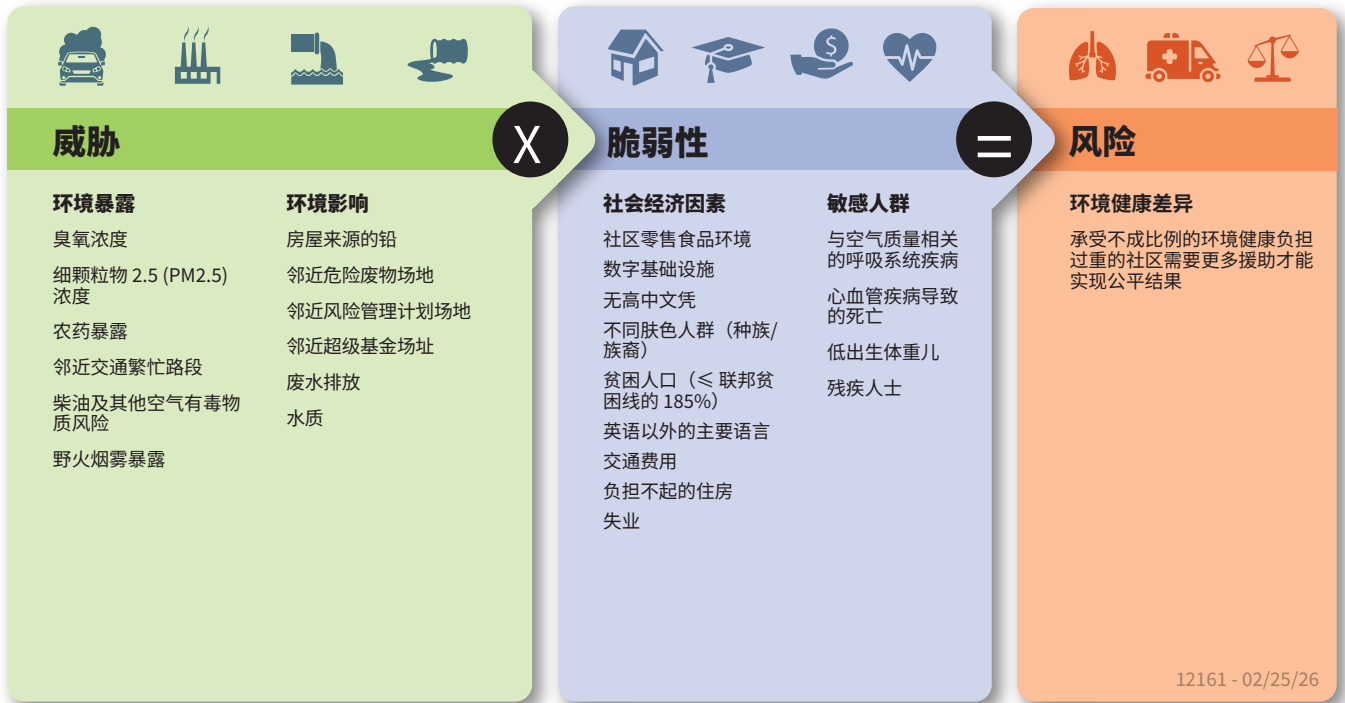 威胁
X
脆弱性
=
风险
环境暴露
臭氧浓度
细颗粒物 2.5 (PM2.5)
浓度
农药暴露
邻近交通繁忙路段
柴油及其他空气有毒物
质风险
野火烟雾暴露
环境影响
房屋来源的铅
邻近危险废物场地
邻近风险管理计划场地
邻近超级基金场址
废水排放
水质
社会经济因素
社区零售食品环境
数字基础设施
无高中文凭
不同肤色人群（种族/
族裔）
贫困人口（≤ 联邦贫
困线的 185%）
英语以外的主要语言
交通费用
负担不起的住房
失业
敏感人群
与空气质量相关
的呼吸系统疾病
心血管疾病导致
的死亡
低出生体重儿
残疾人士
环境健康差异
承受不成比例的环境健康负担
过重的社区需要更多援助才能
实现公平结果
$
12161 - 02/25/26